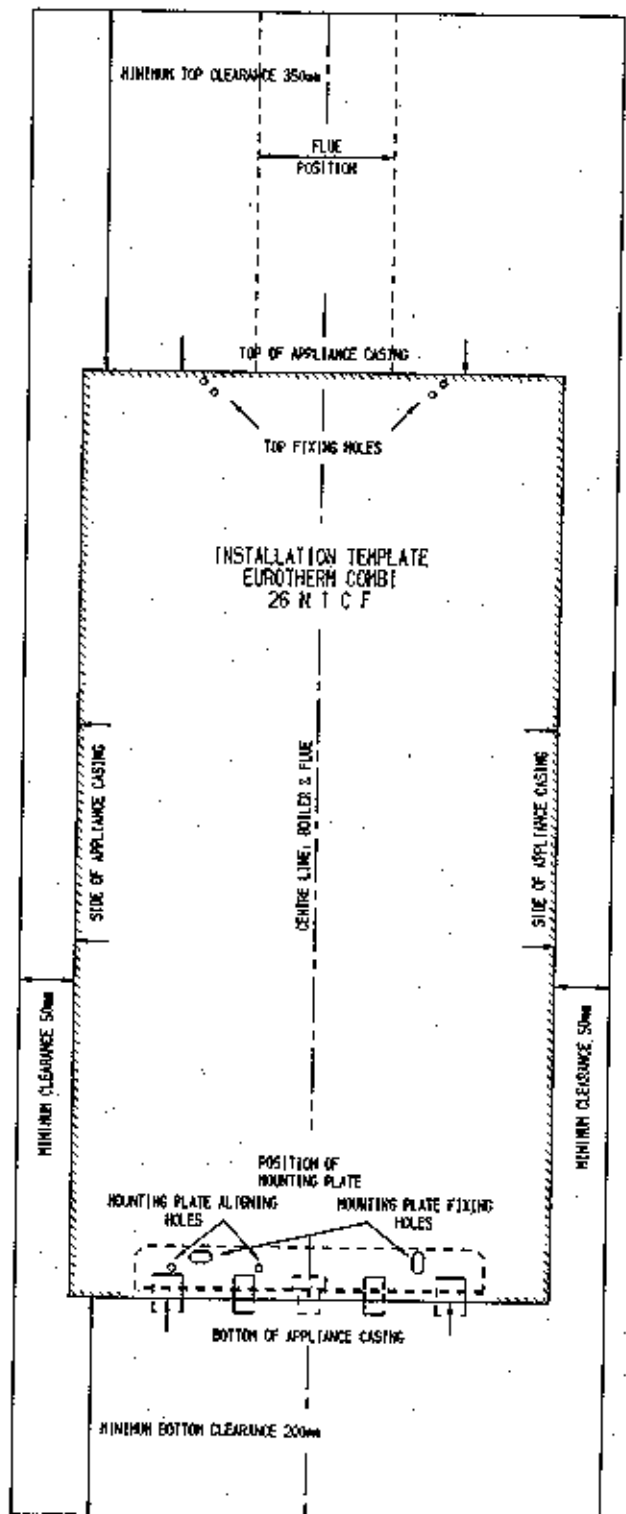 MINIMUM TOP CLEARANCE 350mm
FLUE
POSITION
TOP OF APPLIANCE CASING
TOP FIXING HOLES
INSTALLATION TEMPLATE
EUROTHERM COMBI
26 N T C F
SIDE OF APPLIANCE CASING
CENTRE LINE, BOILER & FLUE
SIDE OF APPLIANCE CASING
MINIMUM CLEARANCE 50mm
MINIMUM CLEARANCE 50mm
POSITION OF
MOUNTING PLATE
MOUNTING PLATE ALIGNING
HOLES
MOUNTING PLATE FIXING
HOLES
BOTTOM OF APPLIANCE CASING
MINIMUM BOTTOM CLEARANCE 200mm